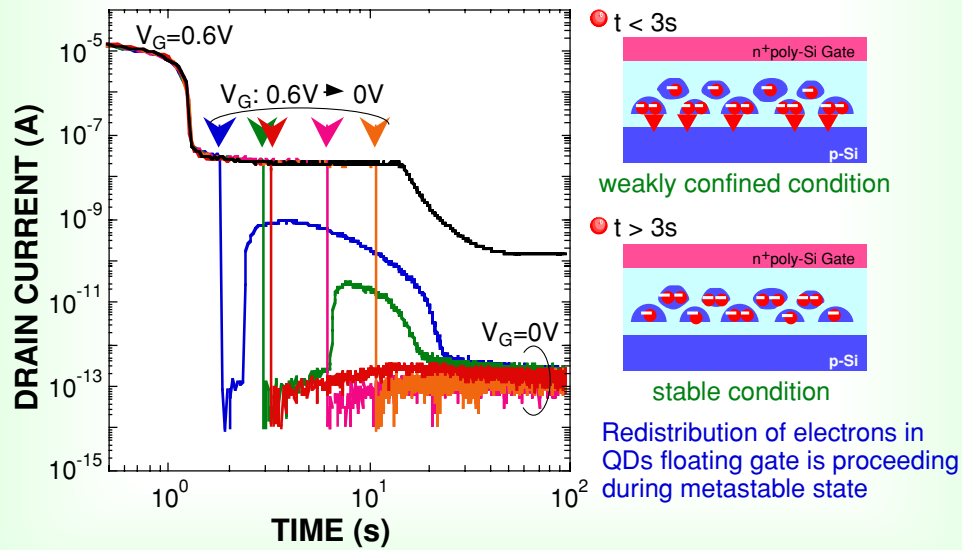 V_G=0.6V
V_G: 0.6V ➤ 0V
V_G=0V
10^-5
10^-7
10^-9
10^-11
10^-13
10^-15
DRAIN CURRENT (A)
10^0
10^1
10^2
TIME (s)
t < 3s
n⁺poly-Si Gate
p-Si
weakly confined condition
t > 3s
n⁺poly-Si Gate
p-Si
stable condition
Redistribution of electrons in
QDs floating gate is proceeding
during metastable state